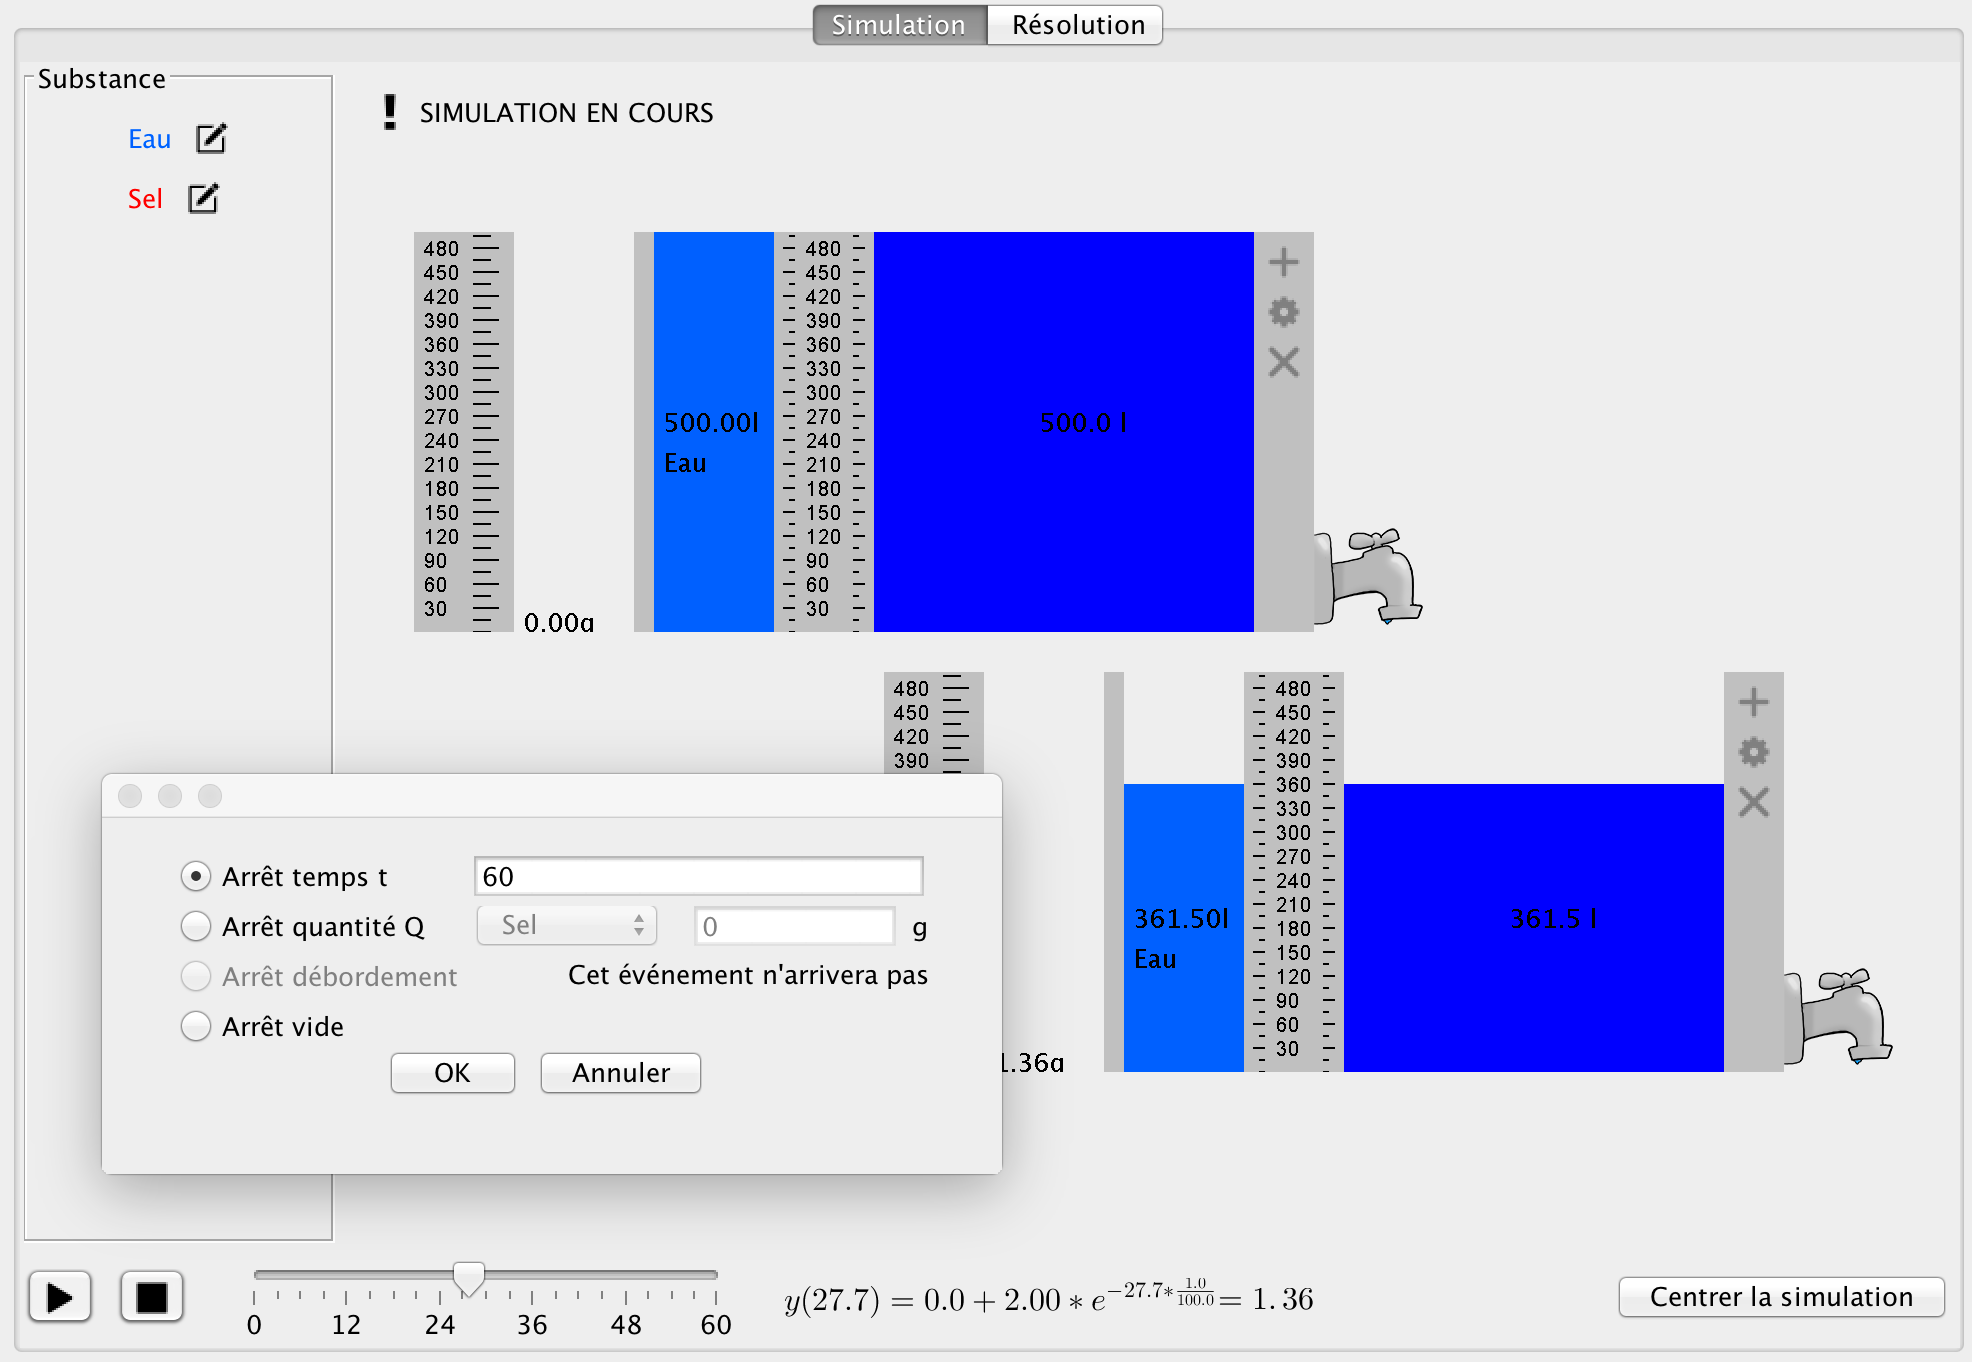 Simulation Résolution
Substance
Eau
Sel
! SIMULATION EN COURS
480
450
420
390
360
330
300
270
240
210
180
150
120
90
60
30
0.00g
500.00l
Eau
480
450
420
390
360
330
300
270
240
210
180
150
120
90
60
30
500.0 l
480
450
420
390
1.36g
361.50l
Eau
480
450
420
390
360
330
300
270
240
210
180
150
120
90
60
30
361.5 l
Arrêt temps t 60
Arrêt quantité Q Sel 0 g
Arrêt débordement Cet événement n'arrivera pas
Arrêt vide
OK Annuler
0 12 24 36 48 60
y(27.7) = 0.0 + 2.00 * e^{-27.7*\frac{1.0}{100.0}} = 1.36
Centrer la simulation